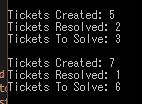 Tickets Created: 5
Tickets Resolved: 2
Tickets To Solve: 3
Tickets Created: 7
Tickets Resolved: 1
Tickets To Solve: 6